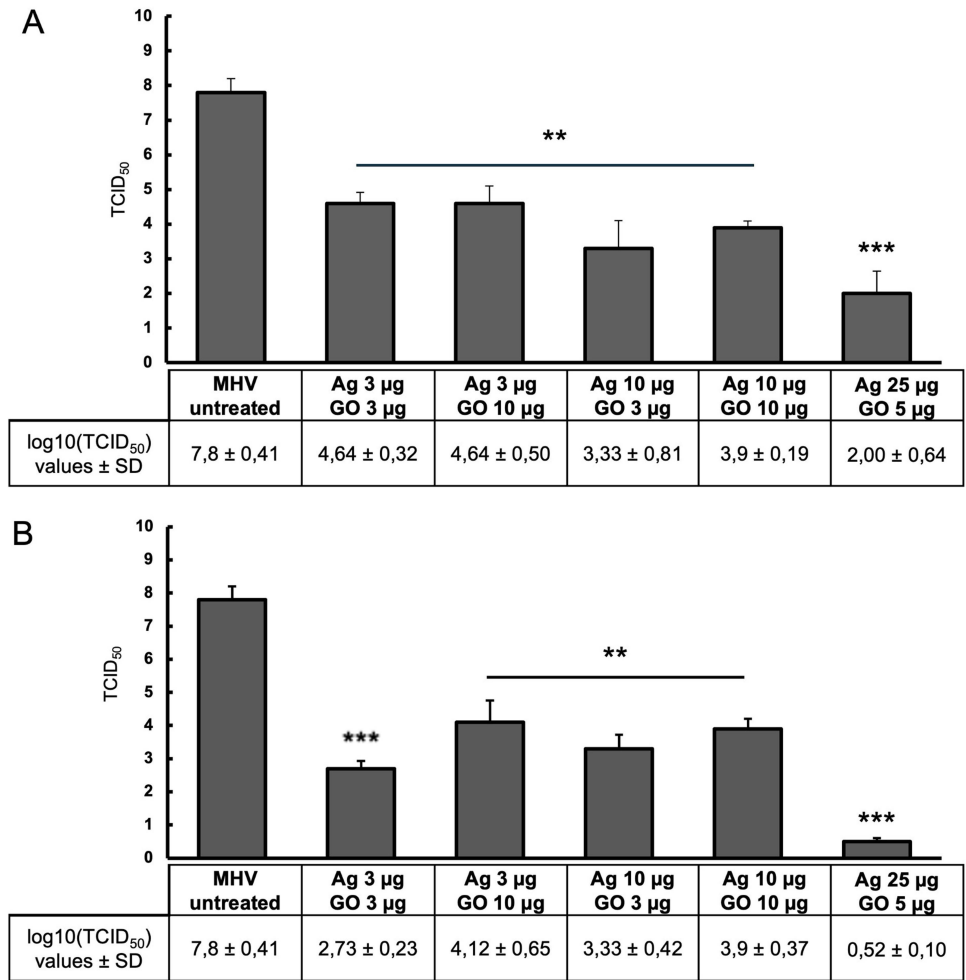 A
10
9
8
7
6
5
4
3
2
1
0
TCID50
**
***
MHV untreated
Ag 3 µg GO 3 µg
Ag 3 µg GO 10 µg
Ag 10 µg GO 3 µg
Ag 10 µg GO 10 µg
Ag 25 µg GO 5 µg
log10(TCID50) values ± SD
7,8 ± 0,41
4,64 ± 0,32
4,64 ± 0,50
3,33 ± 0,81
3,9 ± 0,19
2,00 ± 0,64
B
10
9
8
7
6
5
4
3
2
1
0
TCID50
***
**
***
MHV untreated
Ag 3 µg GO 3 µg
Ag 3 µg GO 10 µg
Ag 10 µg GO 3 µg
Ag 10 µg GO 10 µg
Ag 25 µg GO 5 µg
log10(TCID50) values ± SD
7,8 ± 0,41
2,73 ± 0,23
4,12 ± 0,65
3,33 ± 0,42
3,9 ± 0,37
0,52 ± 0,10